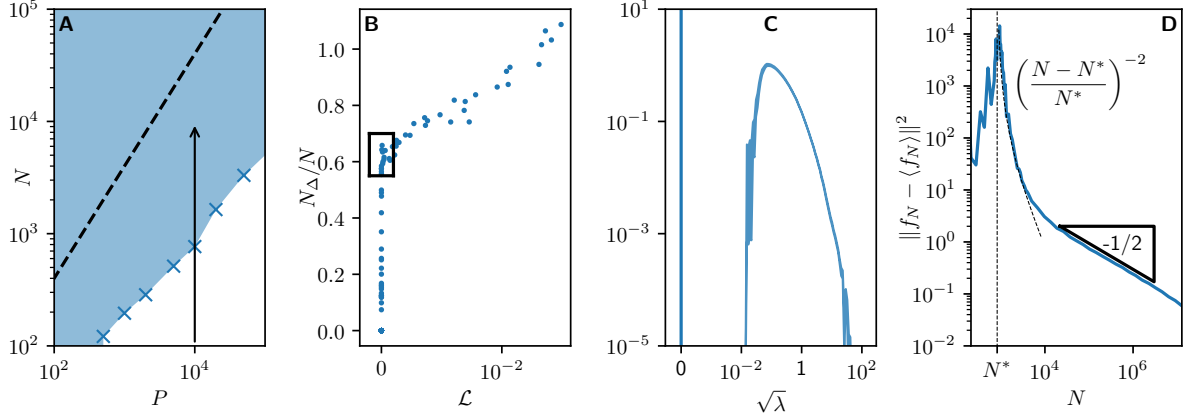 A
10^5
10^4
10^3
10^2
N
10^2
10^4
P
B
1.0
0.8
0.6
0.4
0.2
0.0
N_Δ/N
0
10^{-2}
ℒ
C
10^1
10^{-1}
10^{-3}
10^{-5}
0
10^{-2}
1
10^2
√λ
D
10^4
10^3
10^2
10^1
10^0
10^{-1}
10^{-2}
‖f_N − ⟨f_N⟩‖^2
((N − N*)/N*)^{−2}
-1/2
N*
10^4
10^6
N